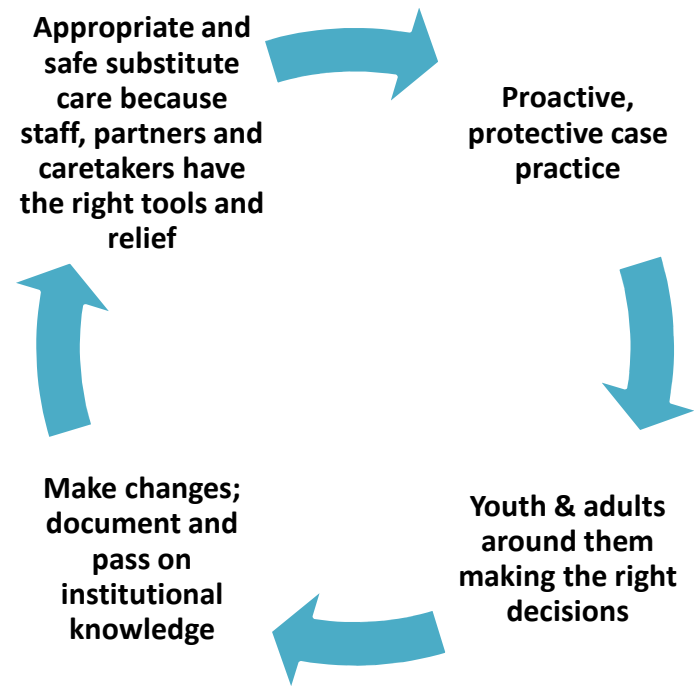 Appropriate and
safe substitute
care because
staff, partners and
caretakers have
the right tools and
relief
Proactive,
protective case
practice
Youth & adults
around them
making the right
decisions
Make changes;
document and
pass on
institutional
knowledge